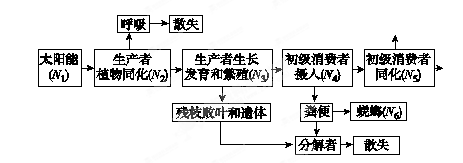 呼吸 散失
太阳能 生产者 生产者生长 初级消费者 初级消费者
(N₁) 植物同化(N₂) 发育和繁殖(N₃) 摄入(N₄) 同化(N₅)
残枝败叶和遗体 粪便 蜣螂(N₆)
分解者 散失